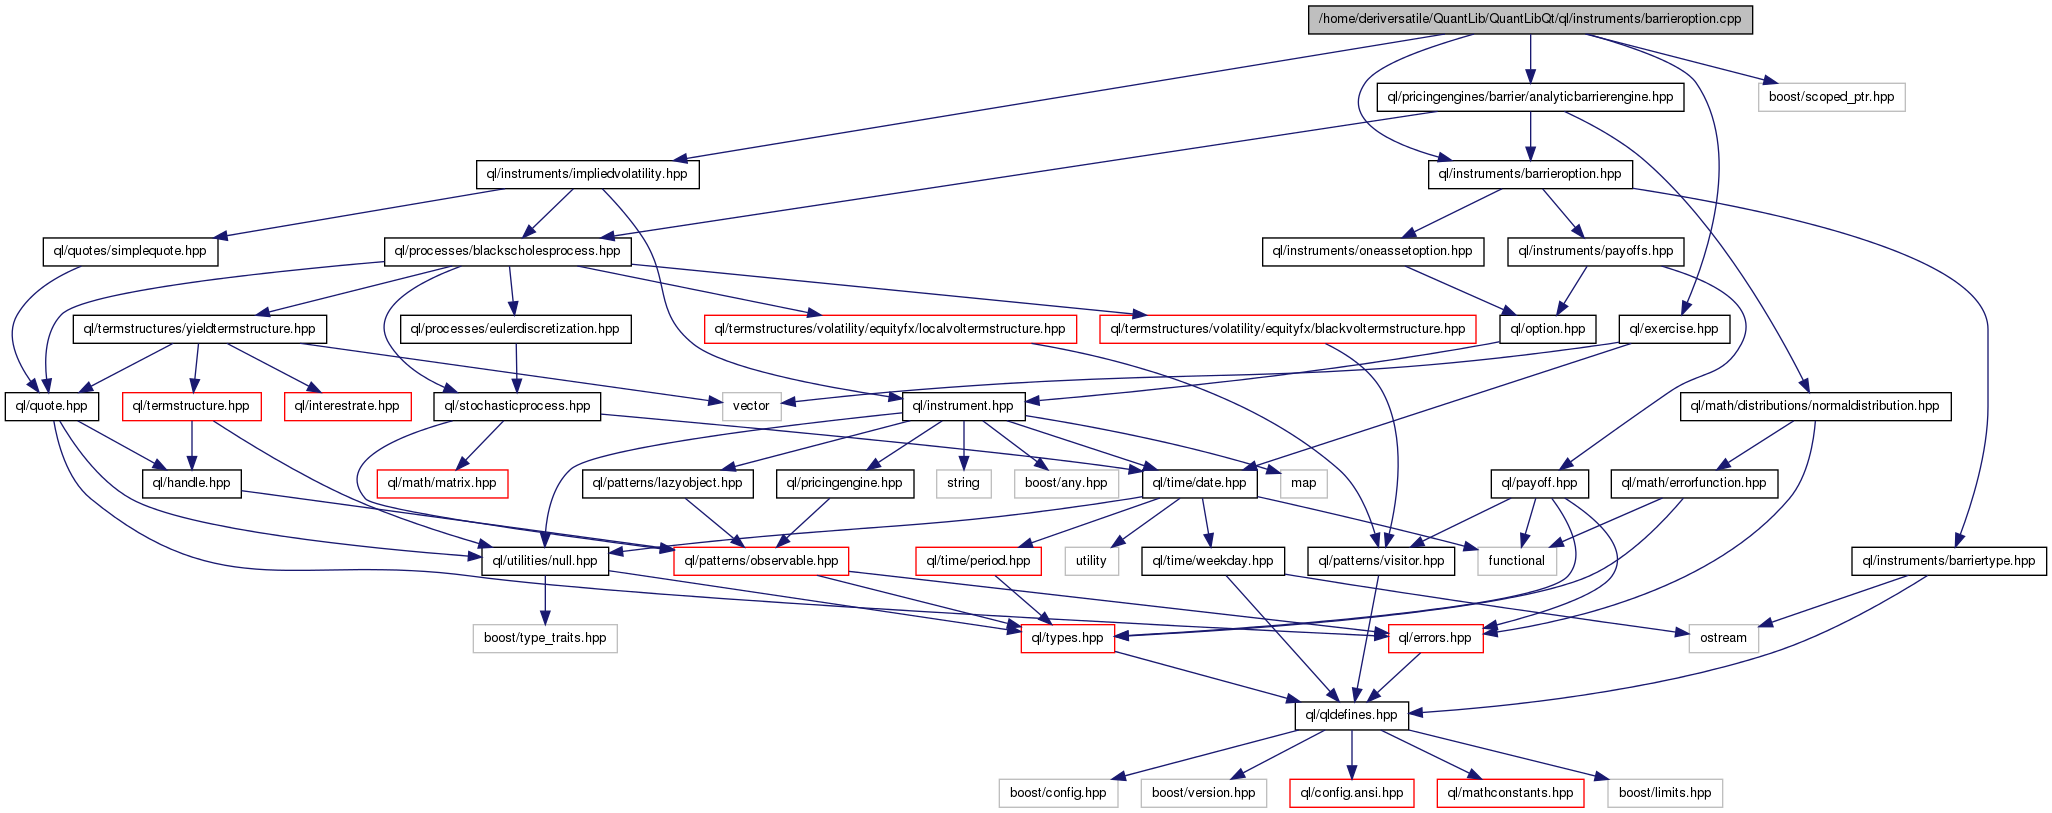 /home/deriversatile/QuantLib/QuantLibQt/ql/instruments/barrieroption.cpp
ql/pricingengines/barrier/analyticbarrierengine.hpp
boost/scoped_ptr.hpp
ql/instruments/impliedvolatility.hpp
ql/instruments/barrieroption.hpp
ql/quotes/simplequote.hpp
ql/processes/blackscholesprocess.hpp
ql/instruments/oneassetoption.hpp
ql/instruments/payoffs.hpp
ql/termstructures/yieldtermstructure.hpp
ql/processes/eulerdiscretization.hpp
ql/termstructures/volatility/equityfx/localvoltermstructure.hpp
ql/termstructures/volatility/equityfx/blackvoltermstructure.hpp
ql/option.hpp
ql/exercise.hpp
ql/quote.hpp
ql/termstructure.hpp
ql/interestrate.hpp
ql/stochasticprocess.hpp
vector
ql/instrument.hpp
ql/math/distributions/normaldistribution.hpp
ql/handle.hpp
ql/math/matrix.hpp
ql/patterns/lazyobject.hpp
ql/pricingengine.hpp
string
boost/any.hpp
ql/time/date.hpp
map
ql/payoff.hpp
ql/math/errorfunction.hpp
ql/utilities/null.hpp
ql/patterns/observable.hpp
ql/time/period.hpp
utility
ql/time/weekday.hpp
ql/patterns/visitor.hpp
functional
ql/instruments/barriertype.hpp
boost/type_traits.hpp
ql/types.hpp
ql/errors.hpp
ostream
ql/qldefines.hpp
boost/config.hpp
boost/version.hpp
ql/config.ansi.hpp
ql/mathconstants.hpp
boost/limits.hpp